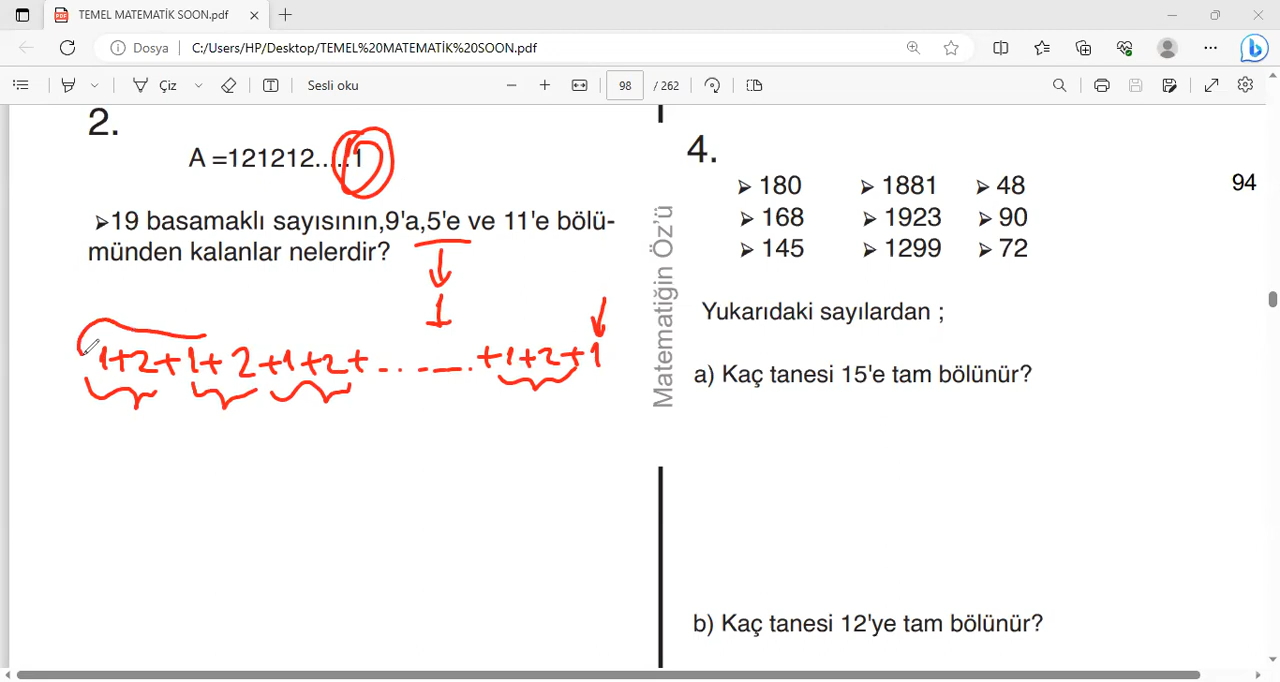 TEMEL MATEMATİK SOON.pdf
Dosya
C:/Users/HP/Desktop/TEMEL%20MATEMATİK%20SOON.pdf
Çiz
Sesli oku
98
/ 262
2.
A =121212.....1
➢19 basamaklı sayısının,9'a,5'e ve 11'e bölü-
münden kalanlar nelerdir?
1
1+2+1+2+1+2+.......+1+2+1
Matematiğin Öz'ü
4.
➢ 180 ➢ 1881 ➢ 48
➢ 168 ➢ 1923 ➢ 90
➢ 145 ➢ 1299 ➢ 72
94
Yukarıdaki sayılardan ;
a) Kaç tanesi 15'e tam bölünür?
b) Kaç tanesi 12'ye tam bölünür?